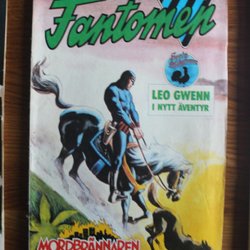 Fantomen
LEO GWENN
I NYTT ÄVENTYR
MORDBRÄNNAREN